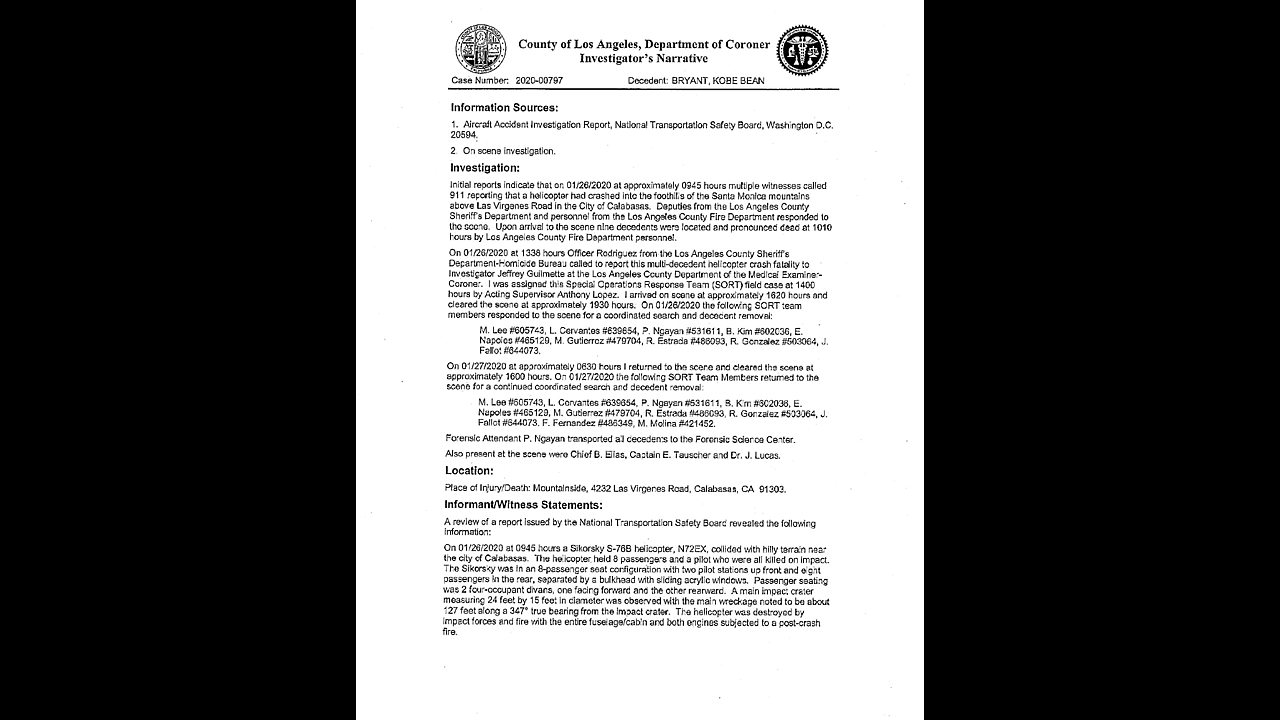 County of Los Angeles, Department of Coroner
Investigator's Narrative
Case Number: 2020-00797 Decedent: BRYANT, KOBE BEAN
Information Sources:
1. Aircraft Accident Investigation Report, National Transportation Safety Board, Washington D.C.
20594.
2. On scene investigation.
Investigation:
Initial reports indicate that on 01/26/2020 at approximately 0945 hours multiple witnesses called
911 reporting that a helicopter had crashed into the foothills of the Santa Monica mountains
above Las Virgenes Road in the City of Calabasas. Deputies from the Los Angeles County
Sheriff's Department and personnel from the Los Angeles County Fire Department responded to
the scene. Upon arrival to the scene nine decedents were located and pronounced dead at 1010
hours by Los Angeles County Fire Department personnel.
On 01/26/2020 at 1338 hours Officer Rodriguez from the Los Angeles County Sheriff's
Department-Homicide Bureau called to report this multi-decedent helicopter crash fatality to
Investigator Jeffrey Guilmette at the Los Angeles County Department of the Medical Examiner-
Coroner. I was assigned this Special Operations Response Team (SORT) field case at 1400
hours by Acting Supervisor Anthony Lopez. I arrived on scene at approximately 1620 hours and
cleared the scene at approximately 1930 hours. On 01/26/2020 the following SORT team
members responded to the scene for a coordinated search and decedent removal:
M. Lee #605743, L. Cervantes #639654, P. Ngayan #531611, B. Kim #602036, E.
Napoles #465129, M. Gutierrez #479704, R. Estrada #486093, R. Gonzalez #503064, J.
Fallot #644073.
On 01/27/2020 at approximately 0630 hours I returned to the scene and cleared the scene at
approximately 1600 hours. On 01/27/2020 the following SORT Team Members returned to the
scene for a continued coordinated search and decedent removal:
M. Lee #605743, L. Cervantes #639654, P. Ngayan #531611, B. Kim #602036, E.
Napoles #465129, M. Gutierrez #479704, R. Estrada #486093, R. Gonzalez #503064, J.
Fallot #644073. F. Fernandez #486349, M. Molina #421452.
Forensic Attendant P. Ngayan transported all decedents to the Forensic Science Center.
Also present at the scene were Chief B. Elias, Captain E. Tauscher and Dr. J. Lucas.
Location:
Place of Injury/Death: Mountainside, 4232 Las Virgenes Road, Calabasas, CA 91303.
Informant/Witness Statements:
A review of a report issued by the National Transportation Safety Board revealed the following
information:
On 01/26/2020 at 0945 hours a Sikorsky S-76B helicopter, N72EX, collided with hilly terrain near
the city of Calabasas. The helicopter held 8 passengers and a pilot who were all killed on impact.
The Sikorsky was in an 8-passenger seat configuration with two pilot stations up front and eight
passengers in the rear, separated by a bulkhead with sliding acrylic windows. Passenger seating
was 2 four-occupant divans, one facing forward and the other rearward. A main impact crater
measuring 24 feet by 15 feet in diameter was observed with the main wreckage noted to be about
127 feet along a 347° true bearing from the impact crater. The helicopter was destroyed by
impact forces and fire with the entire fuselage/cabin and both engines subjected to a post-crash
fire.